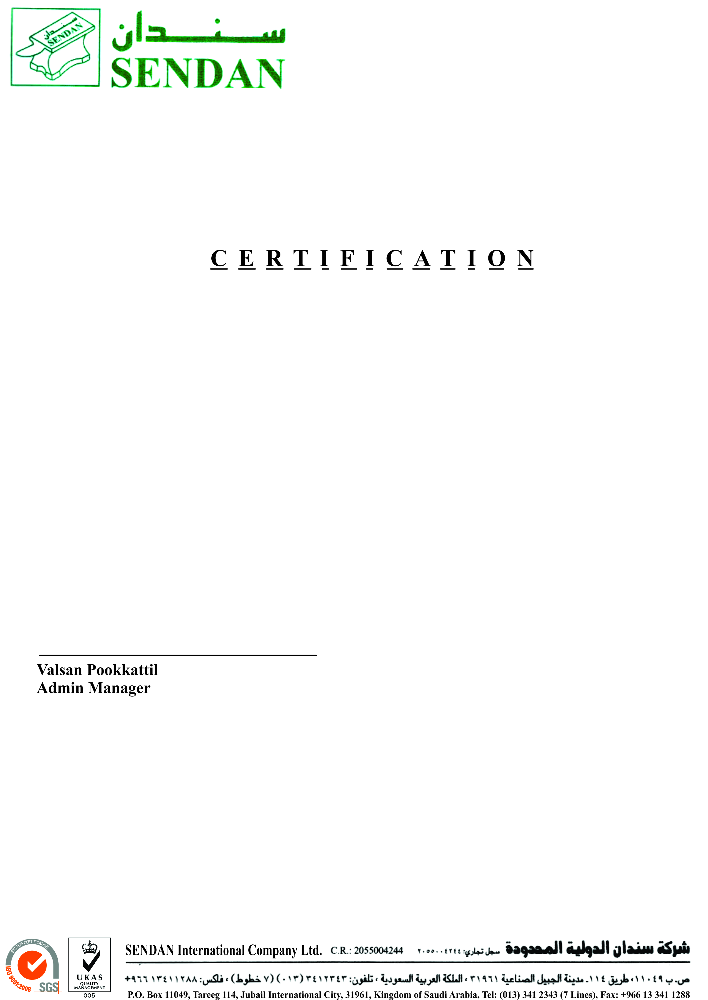 سندان
SENDAN
سندان
SENDAN
C E R T I F I C A T I O N
Valsan Pookkattil
Admin Manager
SYSTEM CERTIFICATION
ISO 9001:2008
SGS
UKAS
QUALITY
MANAGEMENT
005
SENDAN International Company Ltd. C.R.: 2055004244 سجل تجاري: ٢٠٥٥٠٠٤٢٤٤ شركة سندان الدولية المحدودة
ص. ب ١١٠٤٩، طريق ١١٤ـ مدينة الجبيل الصناعية ٣١٩٦١ ، الملكة العربية السعودية ، تلفون: ٣٤١٢٣٤٣ (٠١٣) (٧ خطوط) ، فاكس: ١٣٤١١٢٨٨ ٩٦٦+
P.O. Box 11049, Tareeg 114, Jubail International City, 31961, Kingdom of Saudi Arabia, Tel: (013) 341 2343 (7 Lines), Fax: +966 13 341 1288